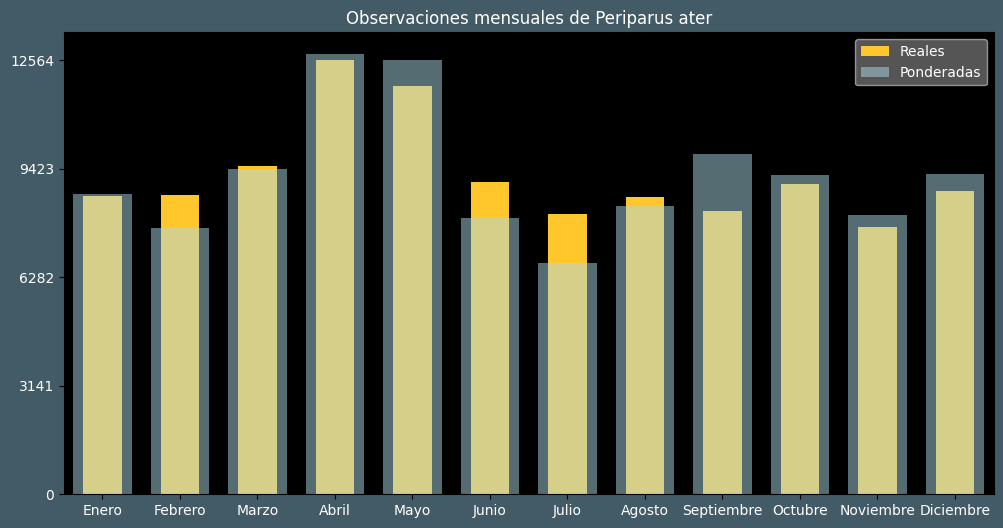 Observaciones mensuales de Periparus ater
Reales
Ponderadas
12564
9423
6282
3141
0
Enero Febrero Marzo Abril Mayo Junio Julio Agosto Septiembre Octubre Noviembre Diciembre